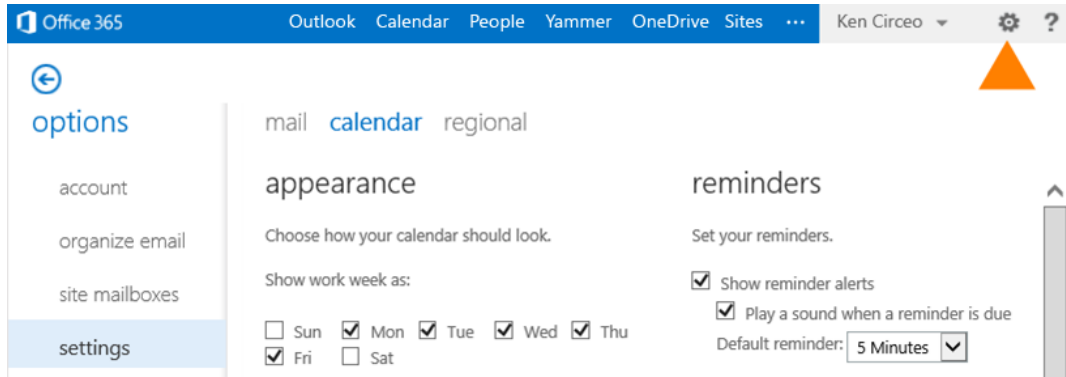 Office 365 Outlook Calendar People Yammer OneDrive Sites ··· Ken Circeo ?
options
account
organize email
site mailboxes
settings
mail calendar regional
appearance
Choose how your calendar should look.
Show work week as:
Sun Mon Tue Wed Thu
Fri Sat
reminders
Set your reminders.
Show reminder alerts
Play a sound when a reminder is due
Default reminder: 5 Minutes